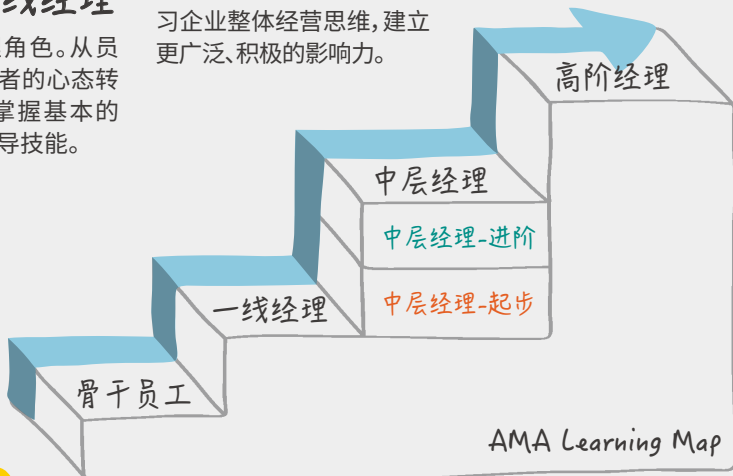 线经理
角色。从员
者的心态转
掌握基本的
导技能。
习企业整体经营思维，建立
更广泛、积极的影响力。
高阶经理
中层经理
中层经理-进阶
中层经理-起步
一线经理
骨干员工
AMA Learning Map